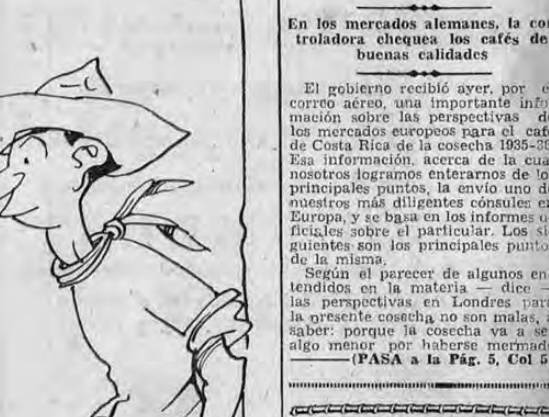 En los mercados alemanes, la con
troladora chequea los cafés de
buenas calidades
El gobierno recibió ayer, por e
correo aéreo, una importante info
mación sobre las perspectivas d
los mercados europeos para el caf
de Costa Rica de la cosecha 1935-36
Esa información, acerca de la cua
nosotros logramos enterarnos de lo
principales puntos, la envío uno d
nuestros más diligentes cónsules en
Europa, y se basa en los informes o
ficiales sobre el particular. Los si
guientes son los principales punto
de la misma.
Según el parecer de algunos en
tendidos en la materia — dice —
las perspectivas en Londres para
la presente cosecha no son malas, a
saber: porque la cosecha va a se
algo menor por haberse mermad
(PASA a la Pág. 5, Col 5